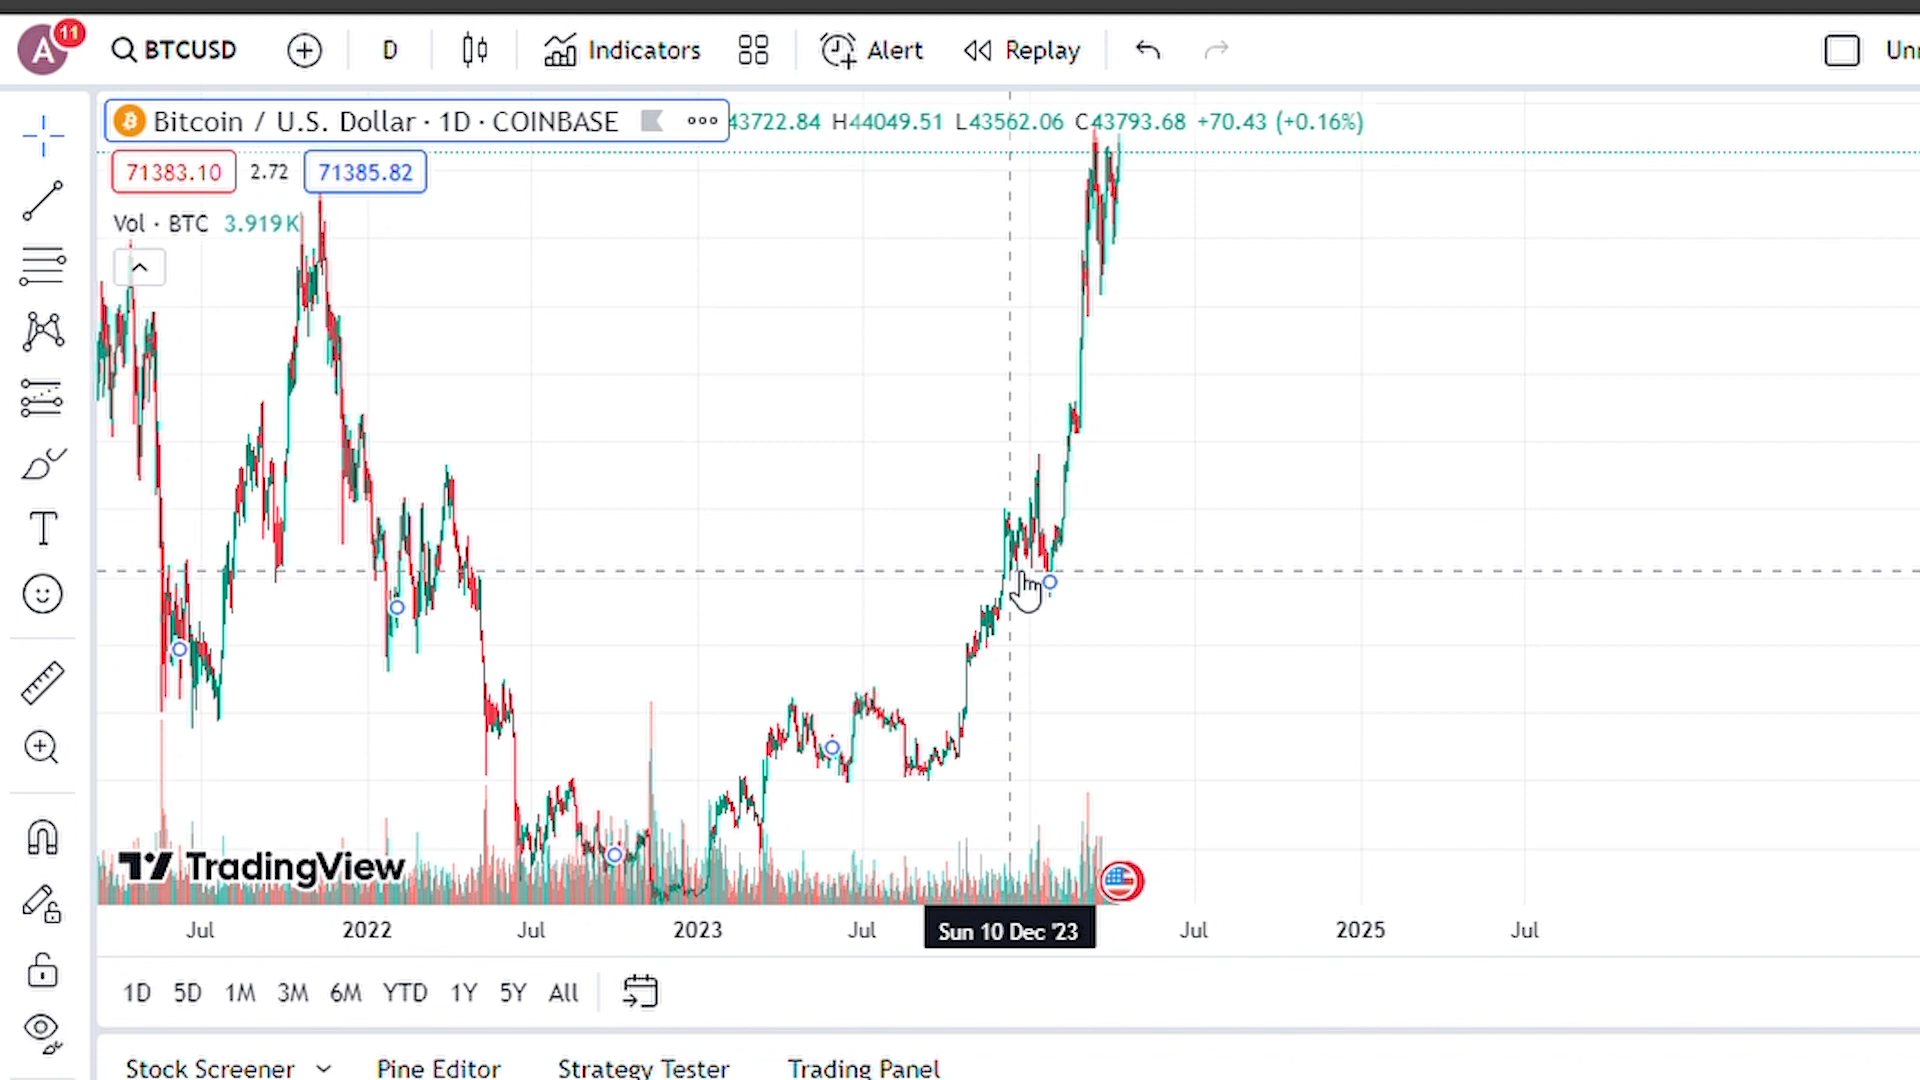 A 11 BTCUSD D Indicators Alert Replay
Bitcoin / U.S. Dollar · 1D · COINBASE 43722.84 H44049.51 L43562.06 C43793.68 +70.43 (+0.16%)
71383.10 2.72 71385.82
Vol · BTC 3.919K
T
TradingView
Jul 2022 Jul 2023 Jul Sun 10 Dec '23 Jul 2025 Jul
1D 5D 1M 3M 6M YTD 1Y 5Y All
Stock Screener Pine Editor Strategy Tester Trading Panel